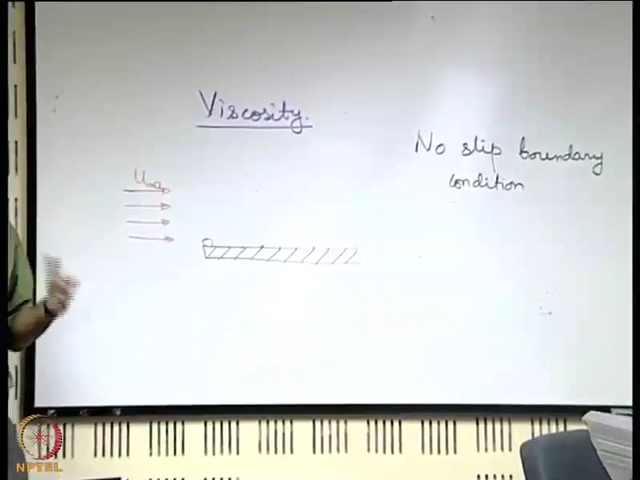 Viscosity.
No slip boundary
condition
U∞
NPTEL